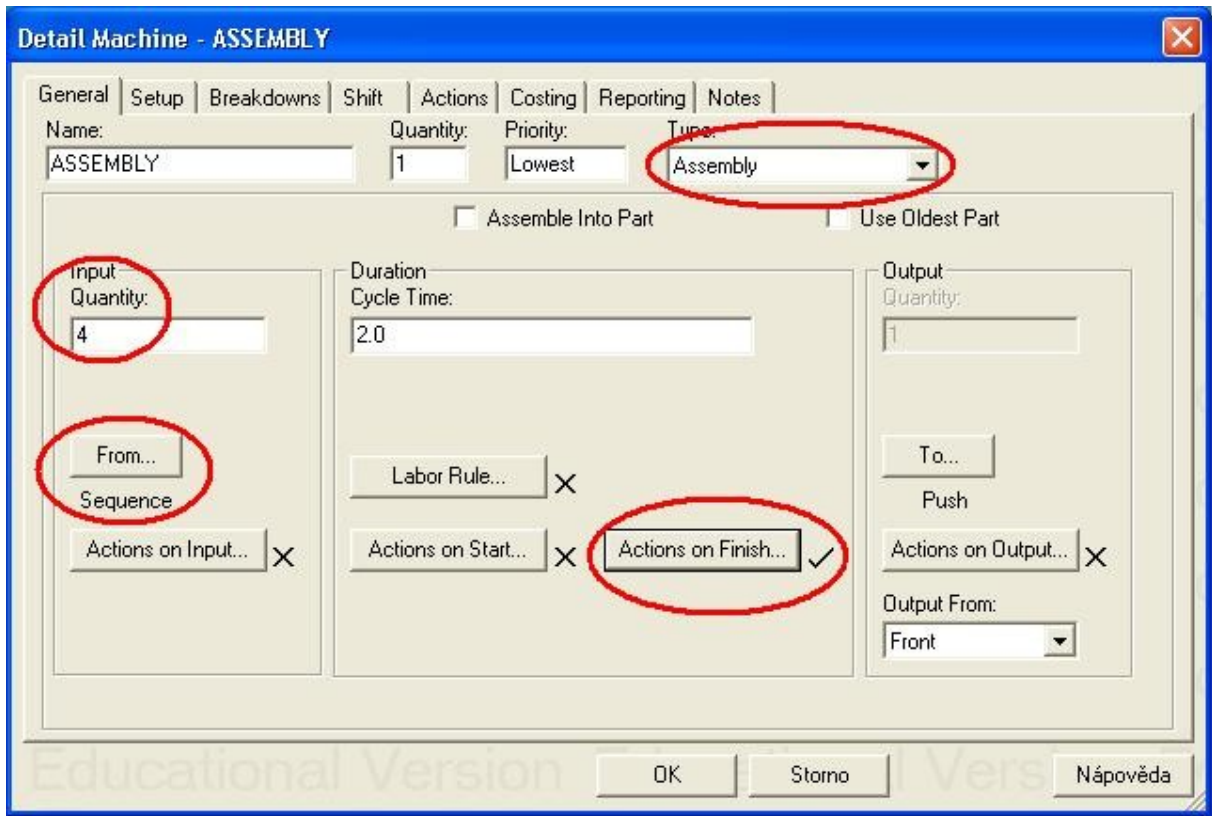 Detail Machine - ASSEMBLY
General Setup Breakdowns Shift Actions Costing Reporting Notes
Name: Quantity: Priority: Type:
ASSEMBLY 1 Lowest Assembly
Assemble Into Part Use Oldest Part
Input Duration Output
Quantity: Cycle Time: Quantity:
4 2.0 1
From... Labor Rule... To...
Sequence Push
Actions on Input... Actions on Start... Actions on Finish... Actions on Output...
Output From:
Front
Educational Version
OK Storno Nápověda